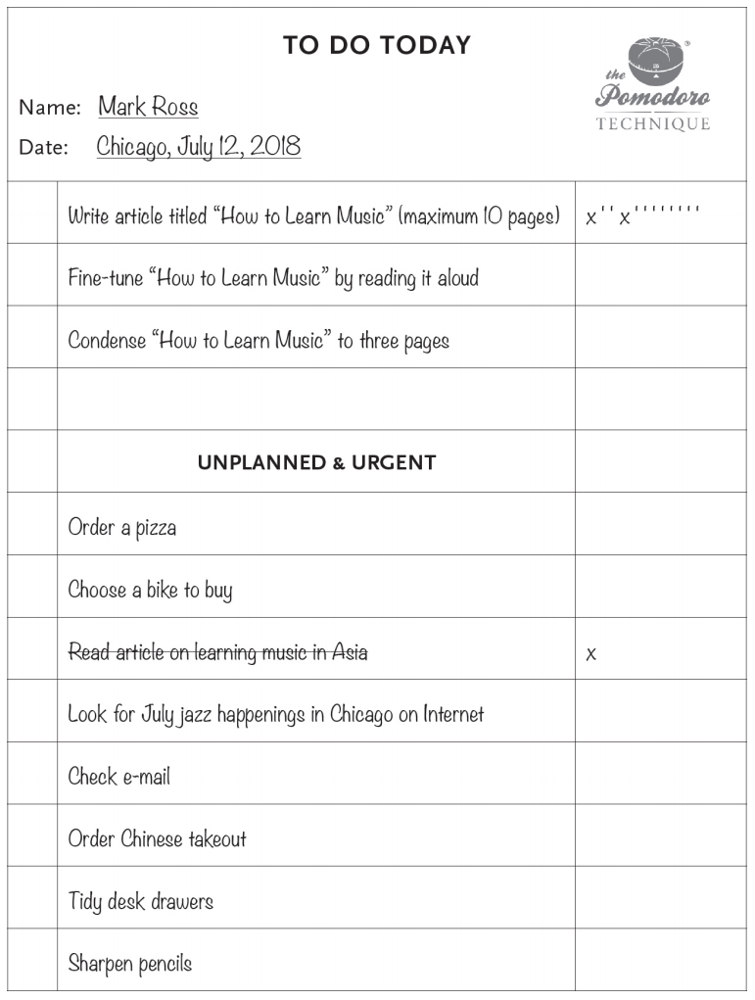 TO DO TODAY
the
Pomodoro
TECHNIQUE
Name: Mark Ross
Date: Chicago, July 12, 2018
Write article titled “How to Learn Music” (maximum 10 pages) x ' ' x ' ' ' ' ' ' ' '
Fine-tune “How to Learn Music” by reading it aloud
Condense “How to Learn Music” to three pages
UNPLANNED & URGENT
Order a pizza
Choose a bike to buy
Read article on learning music in Asia x
Look for July jazz happenings in Chicago on Internet
Check e-mail
Order Chinese takeout
Tidy desk drawers
Sharpen pencils